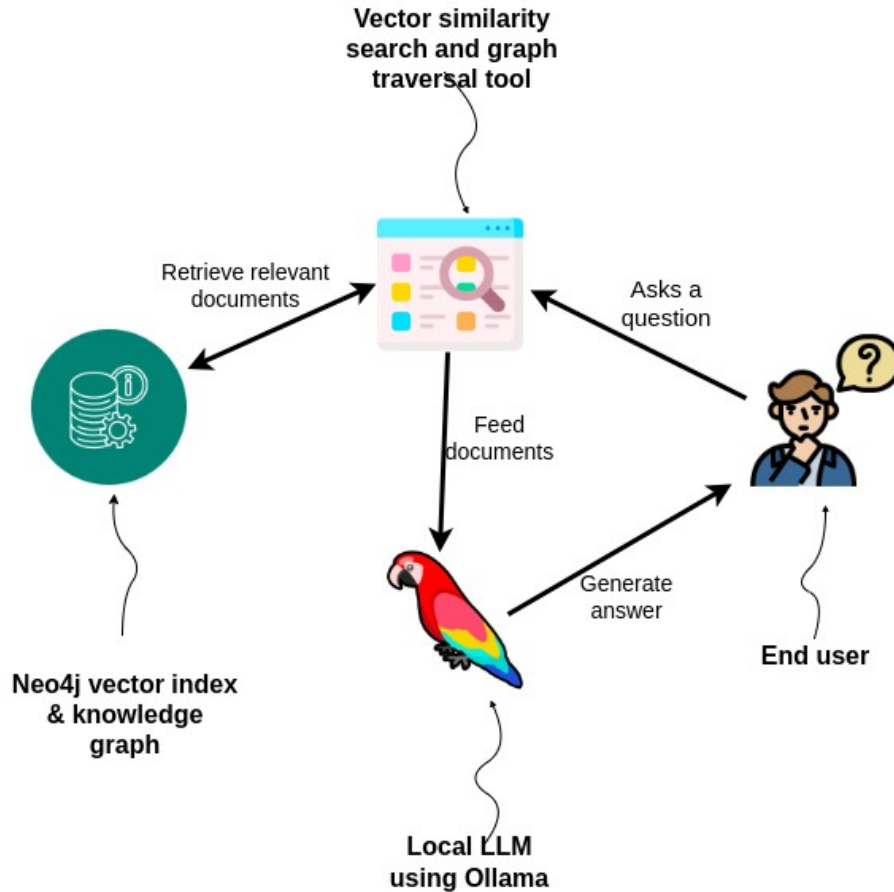 Vector similarity
search and graph
traversal tool
Retrieve relevant
documents
Asks a
question
?
Feed
documents
Generate
answer
End user
Neo4j vector index
& knowledge
graph
Local LLM
using Ollama